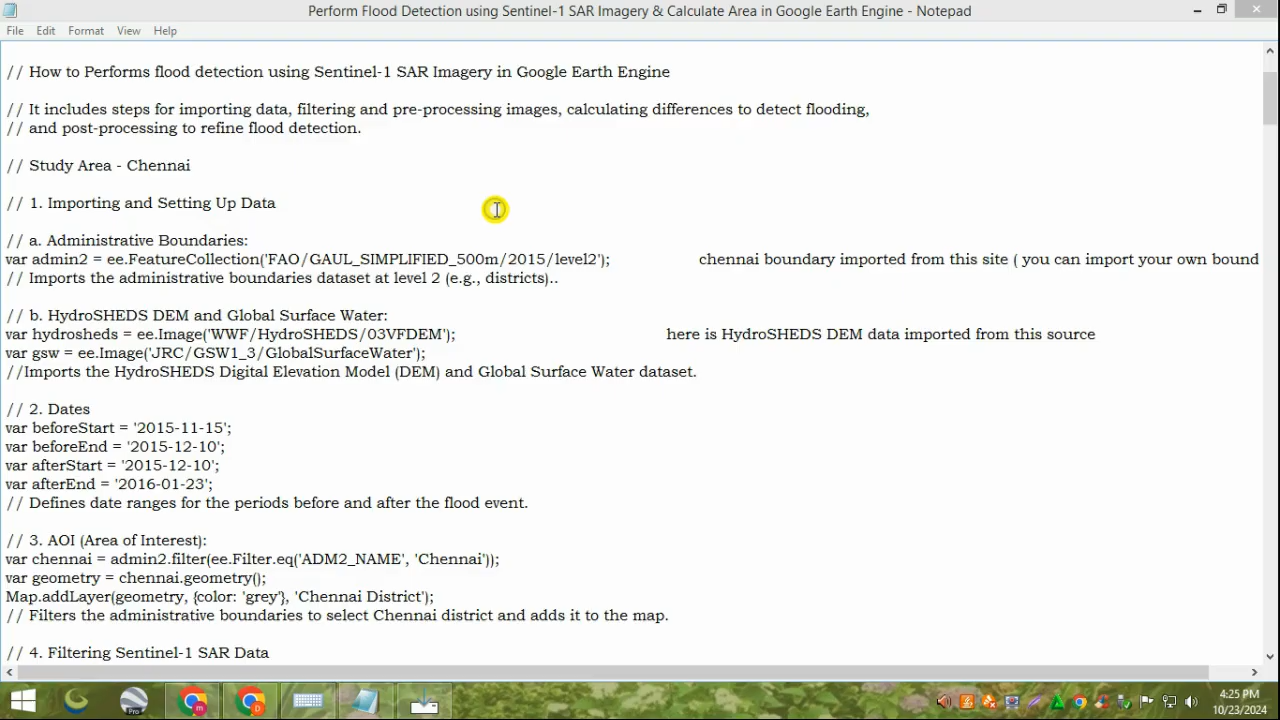 Perform Flood Detection using Sentinel-1 SAR Imagery & Calculate Area in Google Earth Engine - Notepad
File Edit Format View Help
// How to Performs flood detection using Sentinel-1 SAR Imagery in Google Earth Engine
// It includes steps for importing data, filtering and pre-processing images, calculating differences to detect flooding,
// and post-processing to refine flood detection.
// Study Area - Chennai
// 1. Importing and Setting Up Data
// a. Administrative Boundaries:
var admin2 = ee.FeatureCollection('FAO/GAUL_SIMPLIFIED_500m/2015/level2'); chennai boundary imported from this site ( you can import your own bound
// Imports the administrative boundaries dataset at level 2 (e.g., districts)..
// b. HydroSHEDS DEM and Global Surface Water:
var hydrosheds = ee.Image('WWF/HydroSHEDS/03VFDEM'); here is HydroSHEDS DEM data imported from this source
var gsw = ee.Image('JRC/GSW1_3/GlobalSurfaceWater');
//Imports the HydroSHEDS Digital Elevation Model (DEM) and Global Surface Water dataset.
// 2. Dates
var beforeStart = '2015-11-15';
var beforeEnd = '2015-12-10';
var afterStart = '2015-12-10';
var afterEnd = '2016-01-23';
// Defines date ranges for the periods before and after the flood event.
// 3. AOI (Area of Interest):
var chennai = admin2.filter(ee.Filter.eq('ADM2_NAME', 'Chennai'));
var geometry = chennai.geometry();
Map.addLayer(geometry, {color: 'grey'}, 'Chennai District');
// Filters the administrative boundaries to select Chennai district and adds it to the map.
// 4. Filtering Sentinel-1 SAR Data
Pro
m
D
4:25 PM
10/23/2024